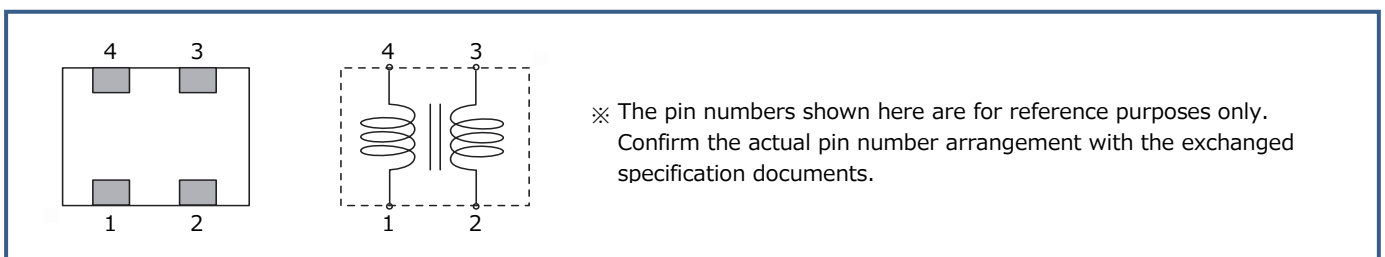 4 3
4 3
※ The pin numbers shown here are for reference purposes only.
Confirm the actual pin number arrangement with the exchanged
specification documents.
1 2
1 2